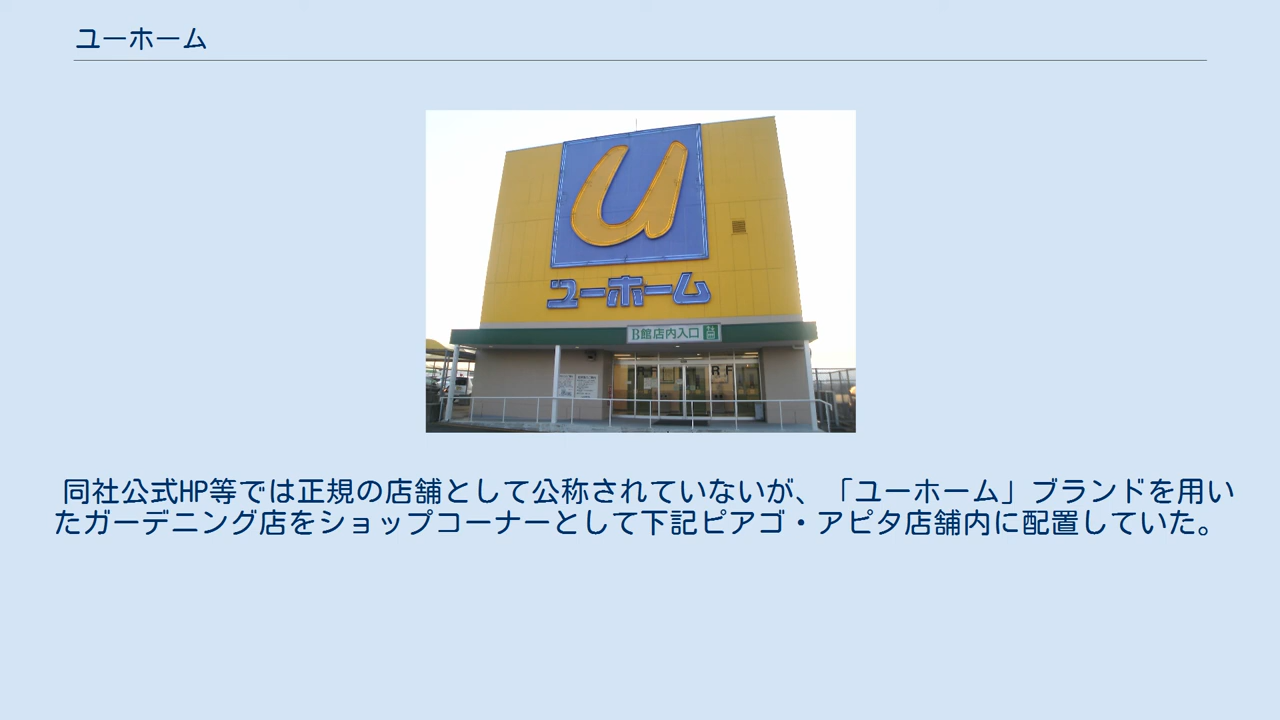 ユーホーム
U
ユーホーム
B館店内入口
RF
RF
同社公式HP等では正規の店舗として公称されていないが、「ユーホーム」ブランドを用い
たガーデニング店をショップコーナーとして下記ピアゴ・アピタ店舗内に配置していた。